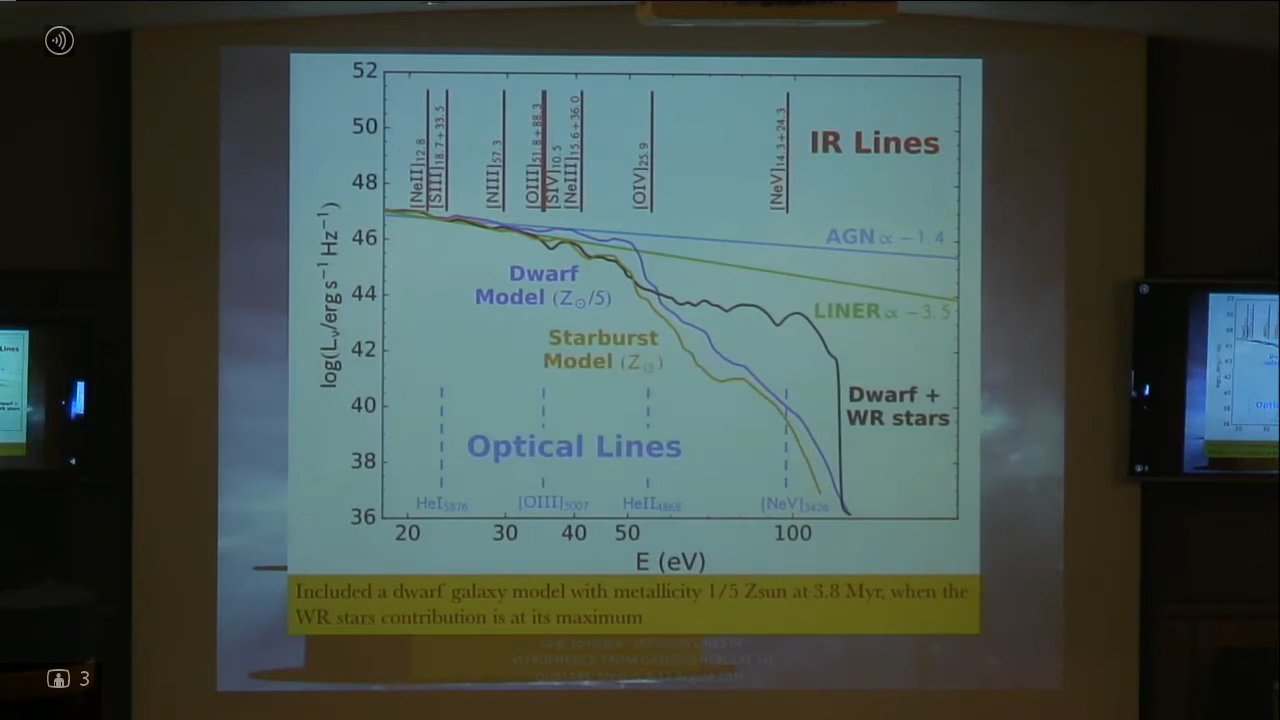 52
50
48
46
44
42
40
38
36
log(Lν/erg s⁻¹ Hz⁻¹)
[NeII]12.8
[SIII]18.7+33.5
[NIII]57.3
[OIII]51.8+88.3
[SIV]10.5
[NeIII]15.6+36.0
[OIV]25.9
[NeV]14.3+24.3
IR Lines
AGN ∝ −1.4
Dwarf
Model (Z⊙/5)
LINER ∝ −3.5
Starburst
Model (Z⊙)
Dwarf +
WR stars
Optical Lines
HeI5876
[OIII]5007
HeII4865
[NeV]3426
20
30
40
50
100
E (eV)
Included a dwarf galaxy model with metallicity 1/5 Zsun at 3.8 Myr, when the
WR stars contribution is at its maximum
3